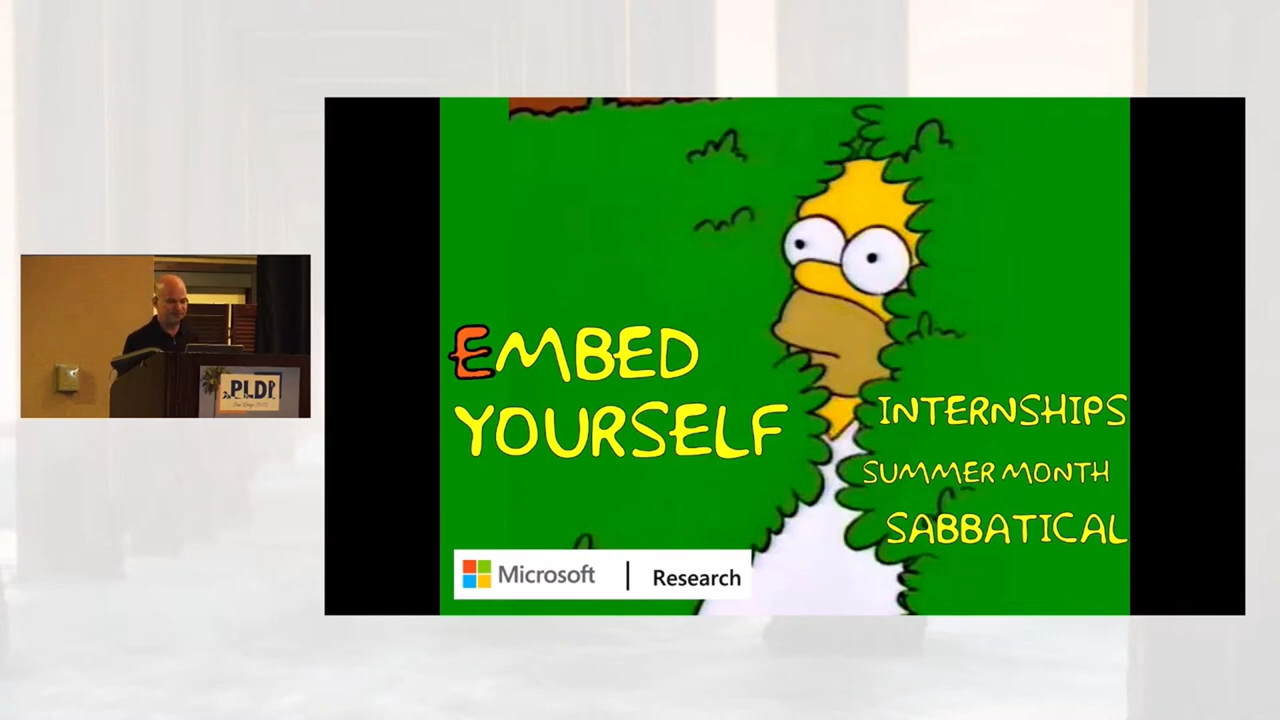 EMBED
YOURSELF
INTERNSHIPS
SUMMER MONTH
SABBATICAL
Microsoft | Research
PLDI